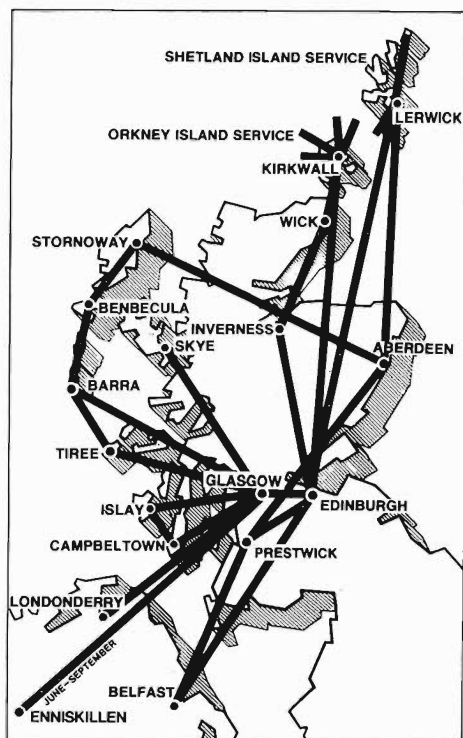 SHETLAND ISLAND SERVICE
LERWICK
ORKNEY ISLAND SERVICE
KIRKWALL
WICK
STORNOWAY
BENBECULA
INVERNESS
SKYE
ABERDEEN
BARRA
TIREE
GLASGOW
EDINBURGH
ISLAY
CAMPBELTOWN
PRESTWICK
LONDONDERRY
JUNE-SEPTEMBER
BELFAST
ENNISKILLEN